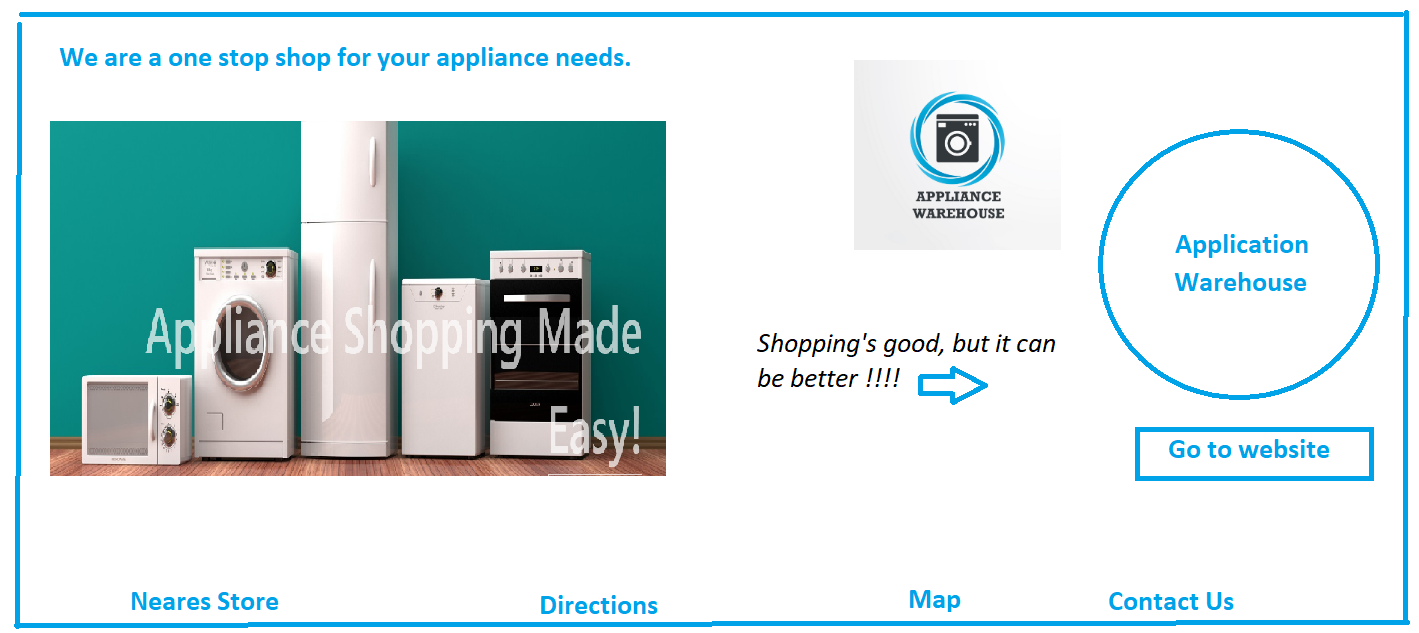 We are a one stop shop for your appliance needs.
APPLIANCE
WAREHOUSE
Application
Warehouse
Appliance Shopping Made
Easy!
Shopping's good, but it can
be better !!!!
Go to website
Neares Store
Directions
Map
Contact Us